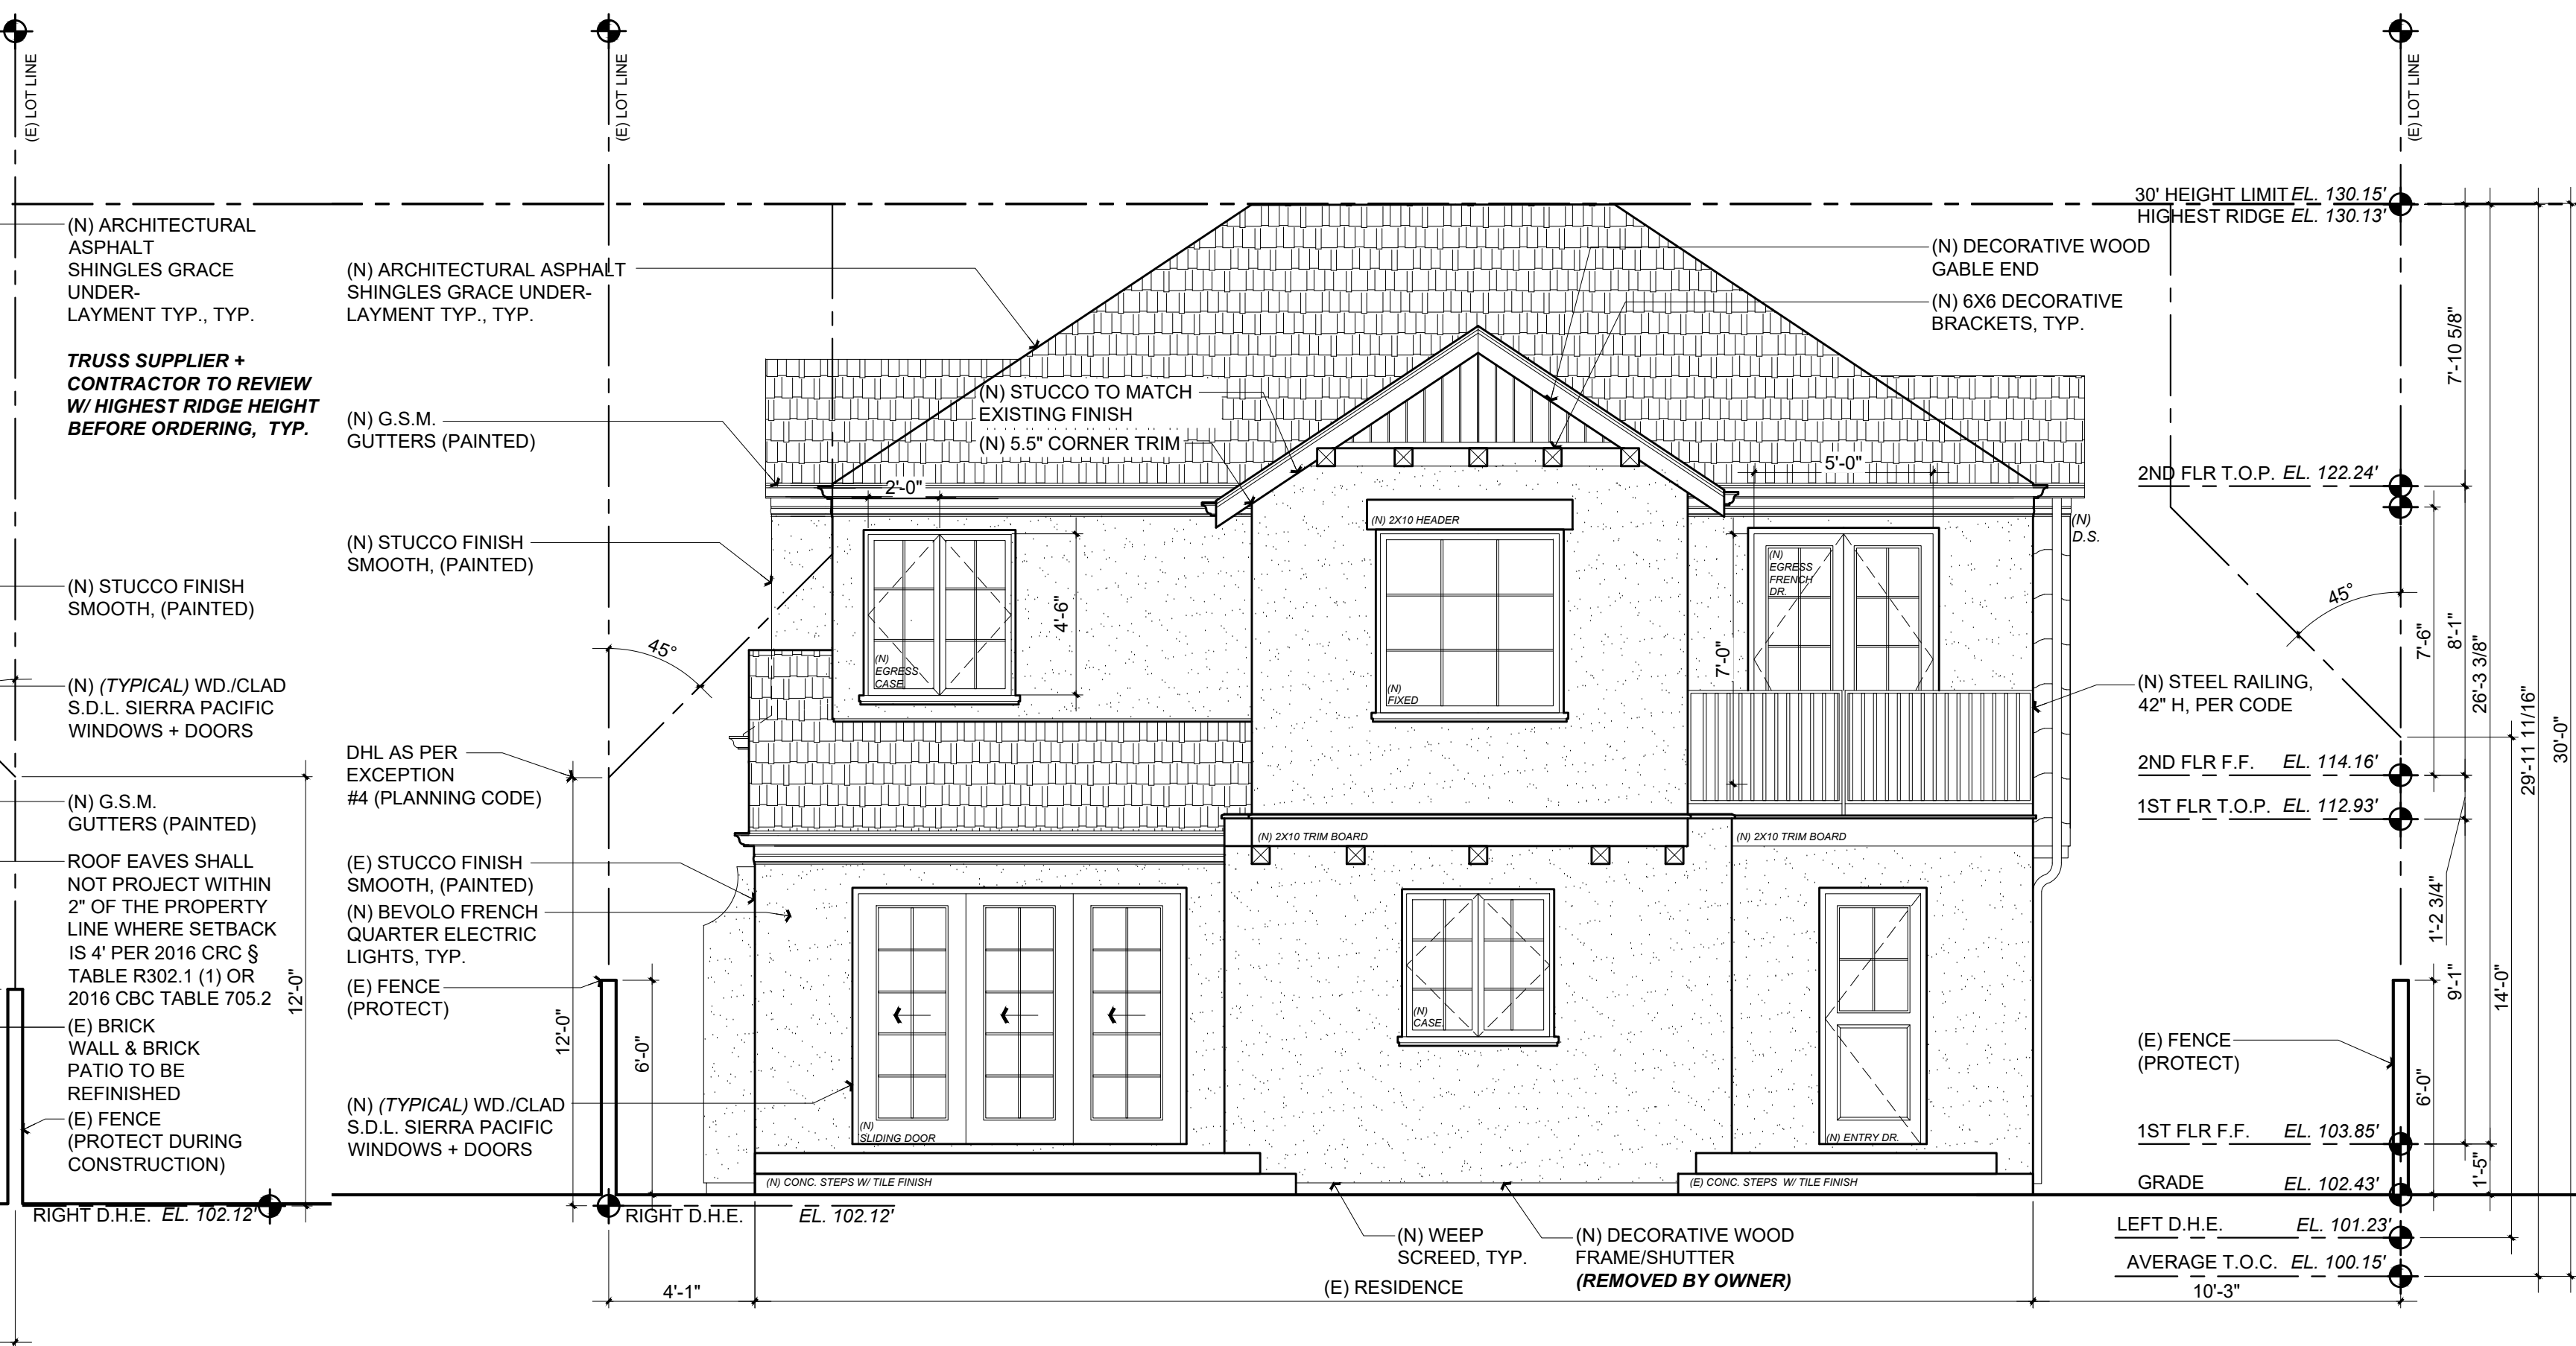 (E) LOT LINE
(E) LOT LINE
(E) LOT LINE
(N) ARCHITECTURAL
ASPHALT
SHINGLES GRACE
UNDER-
LAYMENT TYP., TYP.
TRUSS SUPPLIER +
CONTRACTOR TO REVIEW
W/ HIGHEST RIDGE HEIGHT
BEFORE ORDERING, TYP.
(N) STUCCO FINISH
SMOOTH, (PAINTED)
(N) (TYPICAL) WD./CLAD
S.D.L. SIERRA PACIFIC
WINDOWS + DOORS
(N) G.S.M.
GUTTERS (PAINTED)
ROOF EAVES SHALL
NOT PROJECT WITHIN
2" OF THE PROPERTY
LINE WHERE SETBACK
IS 4' PER 2016 CRC §
TABLE R302.1 (1) OR
2016 CBC TABLE 705.2
(E) BRICK
WALL & BRICK
PATIO TO BE
REFINISHED
(E) FENCE
(PROTECT DURING
CONSTRUCTION)
12'-0"
RIGHT D.H.E. EL. 102.12'
(N) ARCHITECTURAL ASPHALT
SHINGLES GRACE UNDER-
LAYMENT TYP., TYP.
(N) G.S.M.
GUTTERS (PAINTED)
(N) STUCCO FINISH
SMOOTH, (PAINTED)
45°
DHL AS PER
EXCEPTION
#4 (PLANNING CODE)
(E) STUCCO FINISH
SMOOTH, (PAINTED)
(N) BEVOLO FRENCH
QUARTER ELECTRIC
LIGHTS, TYP.
(E) FENCE
(PROTECT)
12'-0"
6'-0"
(N) (TYPICAL) WD./CLAD
S.D.L. SIERRA PACIFIC
WINDOWS + DOORS
RIGHT D.H.E. EL. 102.12'
4'-1"
(N) STUCCO TO MATCH
EXISTING FINISH
(N) 5.5" CORNER TRIM
2'-0"
4'-6"
(N)
EGRESS
CASE.
(N) 2X10 HEADER
(N)
FIXED
5'-0"
(N)
EGRESS
FRENCH
DR.
7'-0"
(N)
D.S.
(N) DECORATIVE WOOD
GABLE END
(N) 6X6 DECORATIVE
BRACKETS, TYP.
(N) 2X10 TRIM BOARD
(N) 2X10 TRIM BOARD
(N)
CASE.
(N)
SLIDING DOOR
(N) ENTRY DR.
(N) CONC. STEPS W/ TILE FINISH
(E) CONC. STEPS W/ TILE FINISH
(N) WEEP
SCREED, TYP.
(N) DECORATIVE WOOD
FRAME/SHUTTER
(REMOVED BY OWNER)
(E) RESIDENCE
30' HEIGHT LIMIT EL. 130.15'
HIGHEST RIDGE EL. 130.13'
2ND FLR T.O.P. EL. 122.24'
45°
(N) STEEL RAILING,
42" H, PER CODE
2ND FLR F.F. EL. 114.16'
1ST FLR T.O.P. EL. 112.93'
(E) FENCE
(PROTECT)
1ST FLR F.F. EL. 103.85'
GRADE EL. 102.43'
LEFT D.H.E. EL. 101.23'
AVERAGE T.O.C. EL. 100.15'
10'-3"
7'-10 5/8"
7'-6"
8'-1"
26'-3 3/8"
29'-11 11/16"
30'-0"
1'-2 3/4"
9'-1"
14'-0"
6'-0"
1'-5"